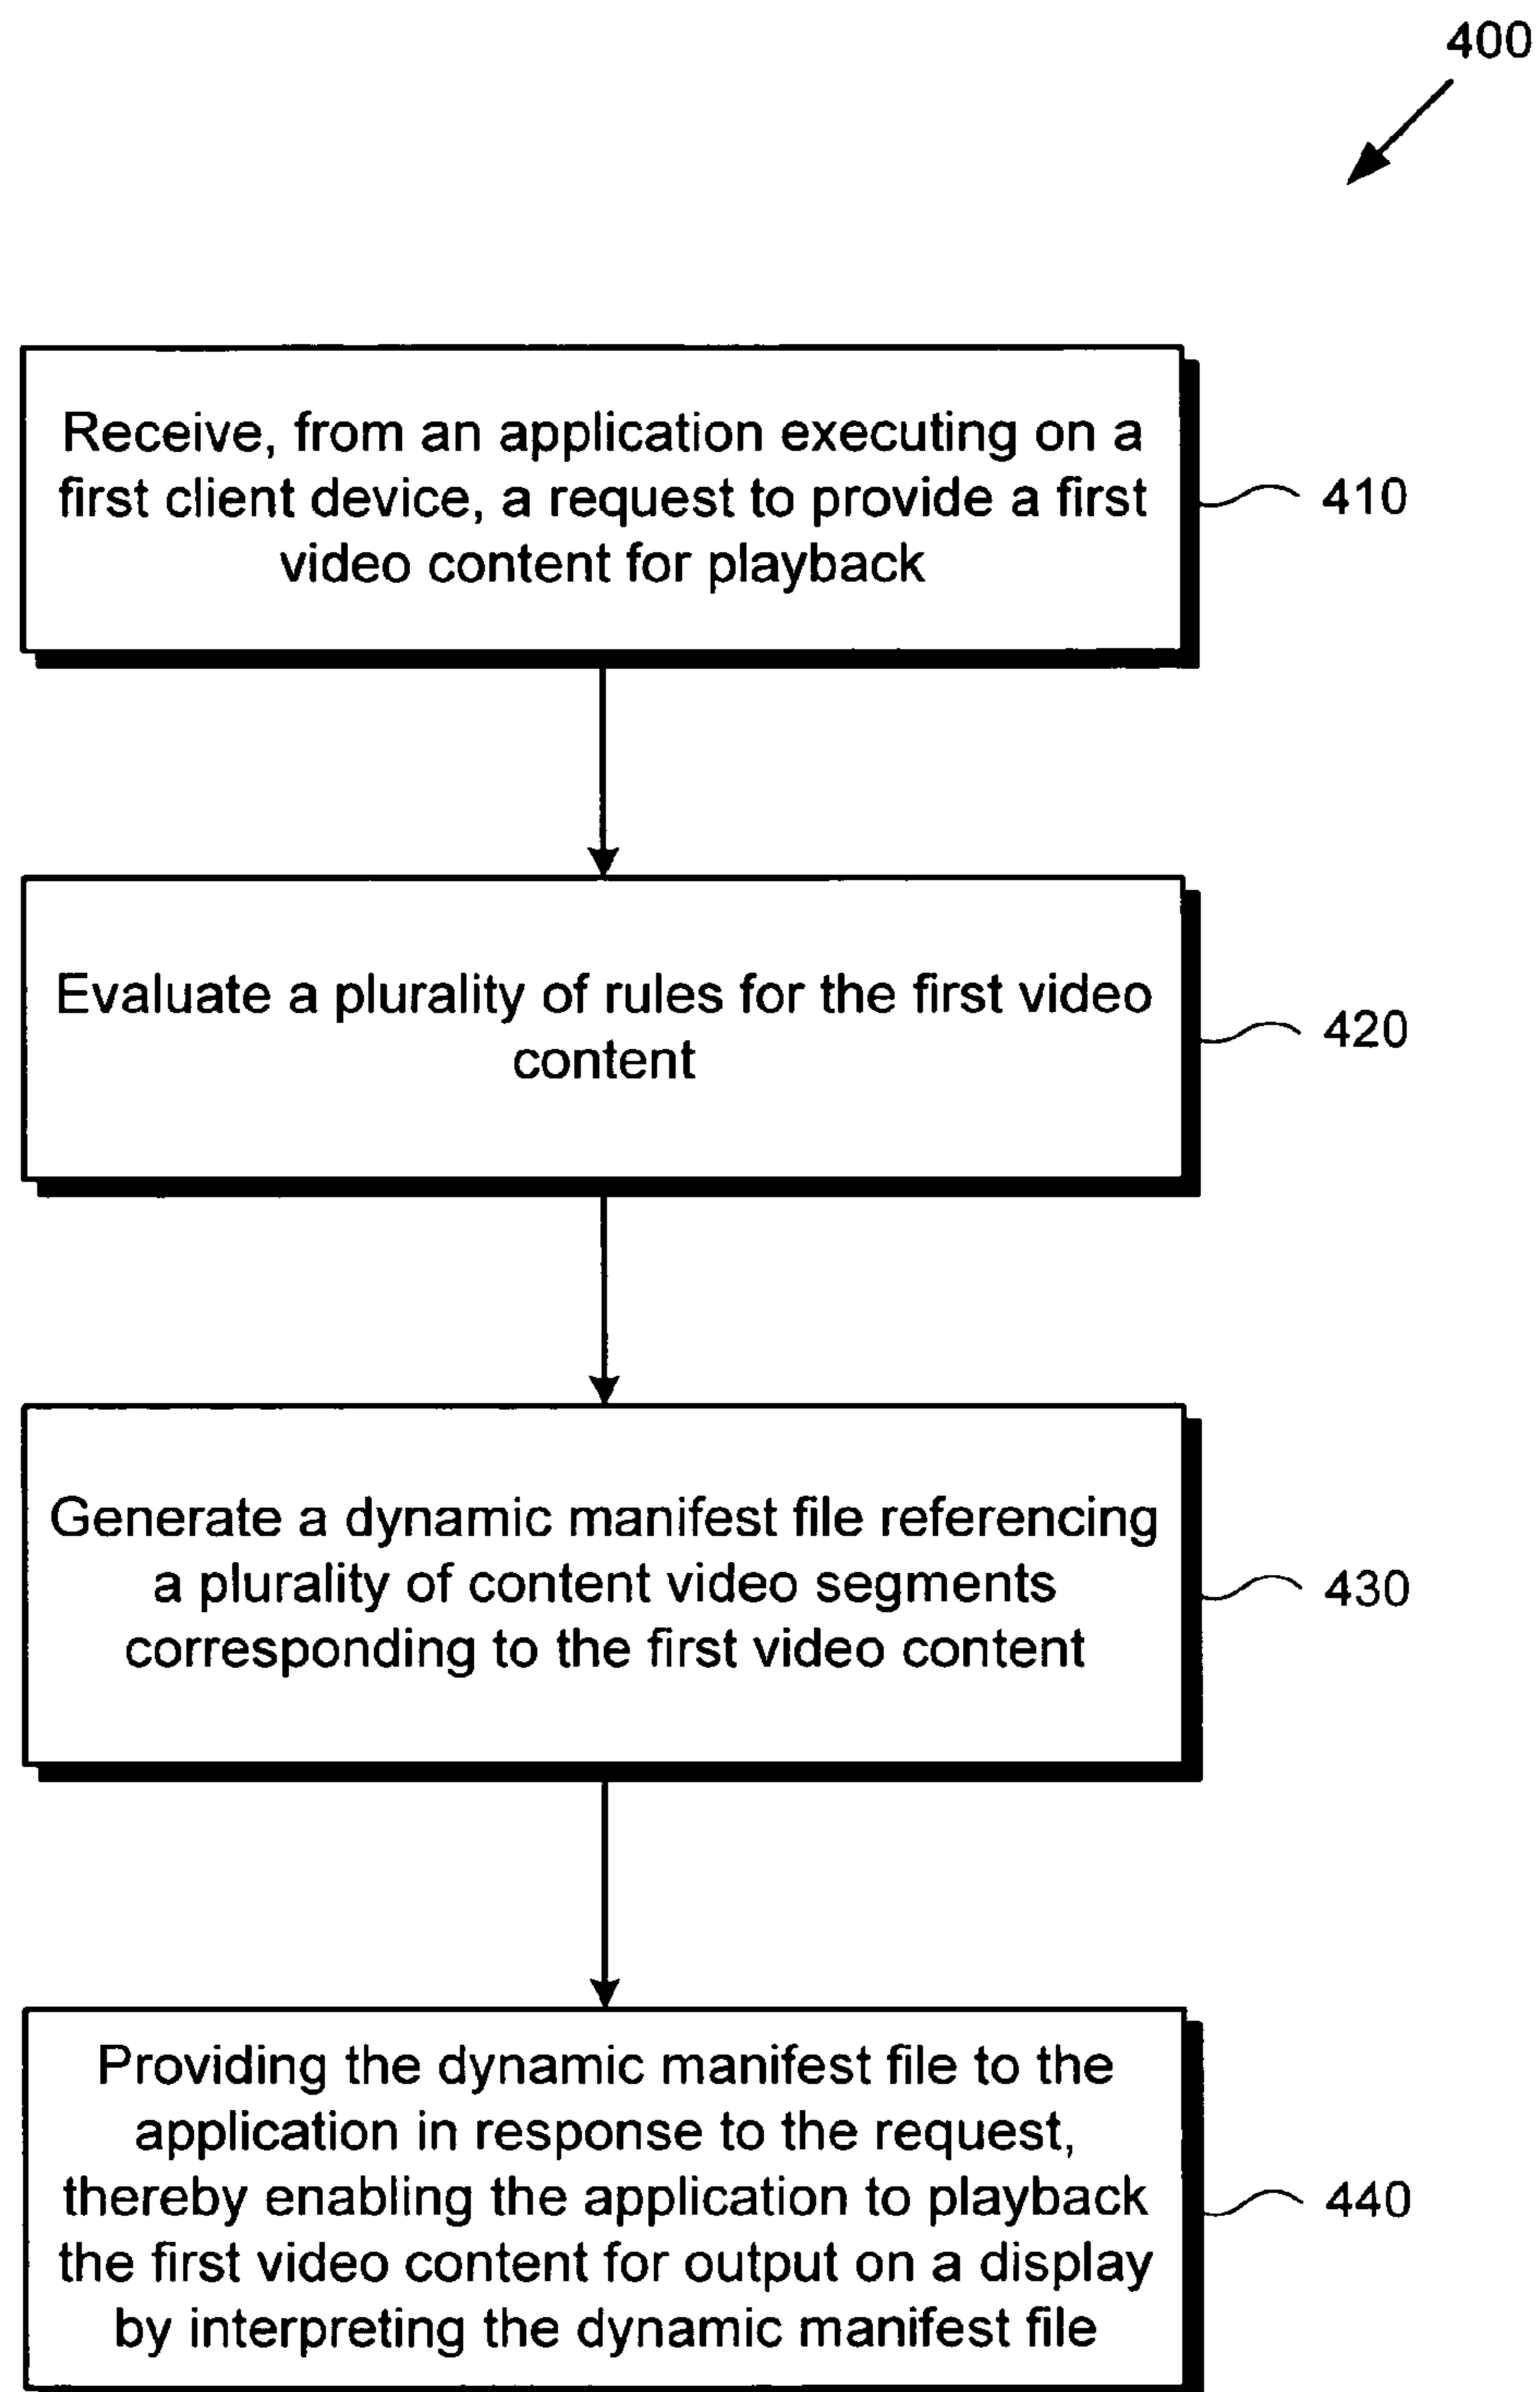 400
Receive, from an application executing on a
first client device, a request to provide a first
video content for playback
410
Evaluate a plurality of rules for the first video
content
420
Generate a dynamic manifest file referencing
a plurality of content video segments
corresponding to the first video content
430
Providing the dynamic manifest file to the
application in response to the request,
thereby enabling the application to playback
the first video content for output on a display
by interpreting the dynamic manifest file
440